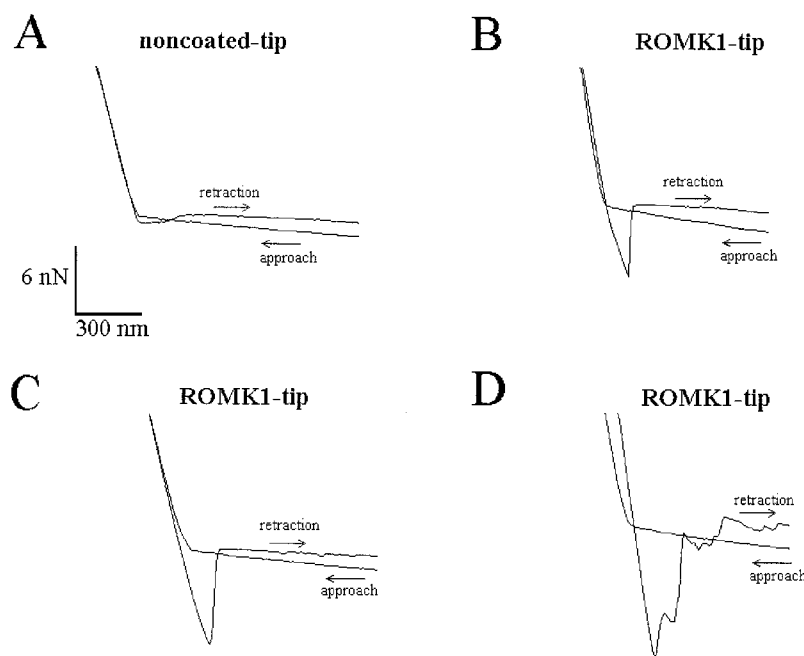 A
noncoated-tip
retraction
approach
6 nN
300 nm
B
ROMK1-tip
retraction
approach
C
ROMK1-tip
retraction
approach
D
ROMK1-tip
retraction
approach